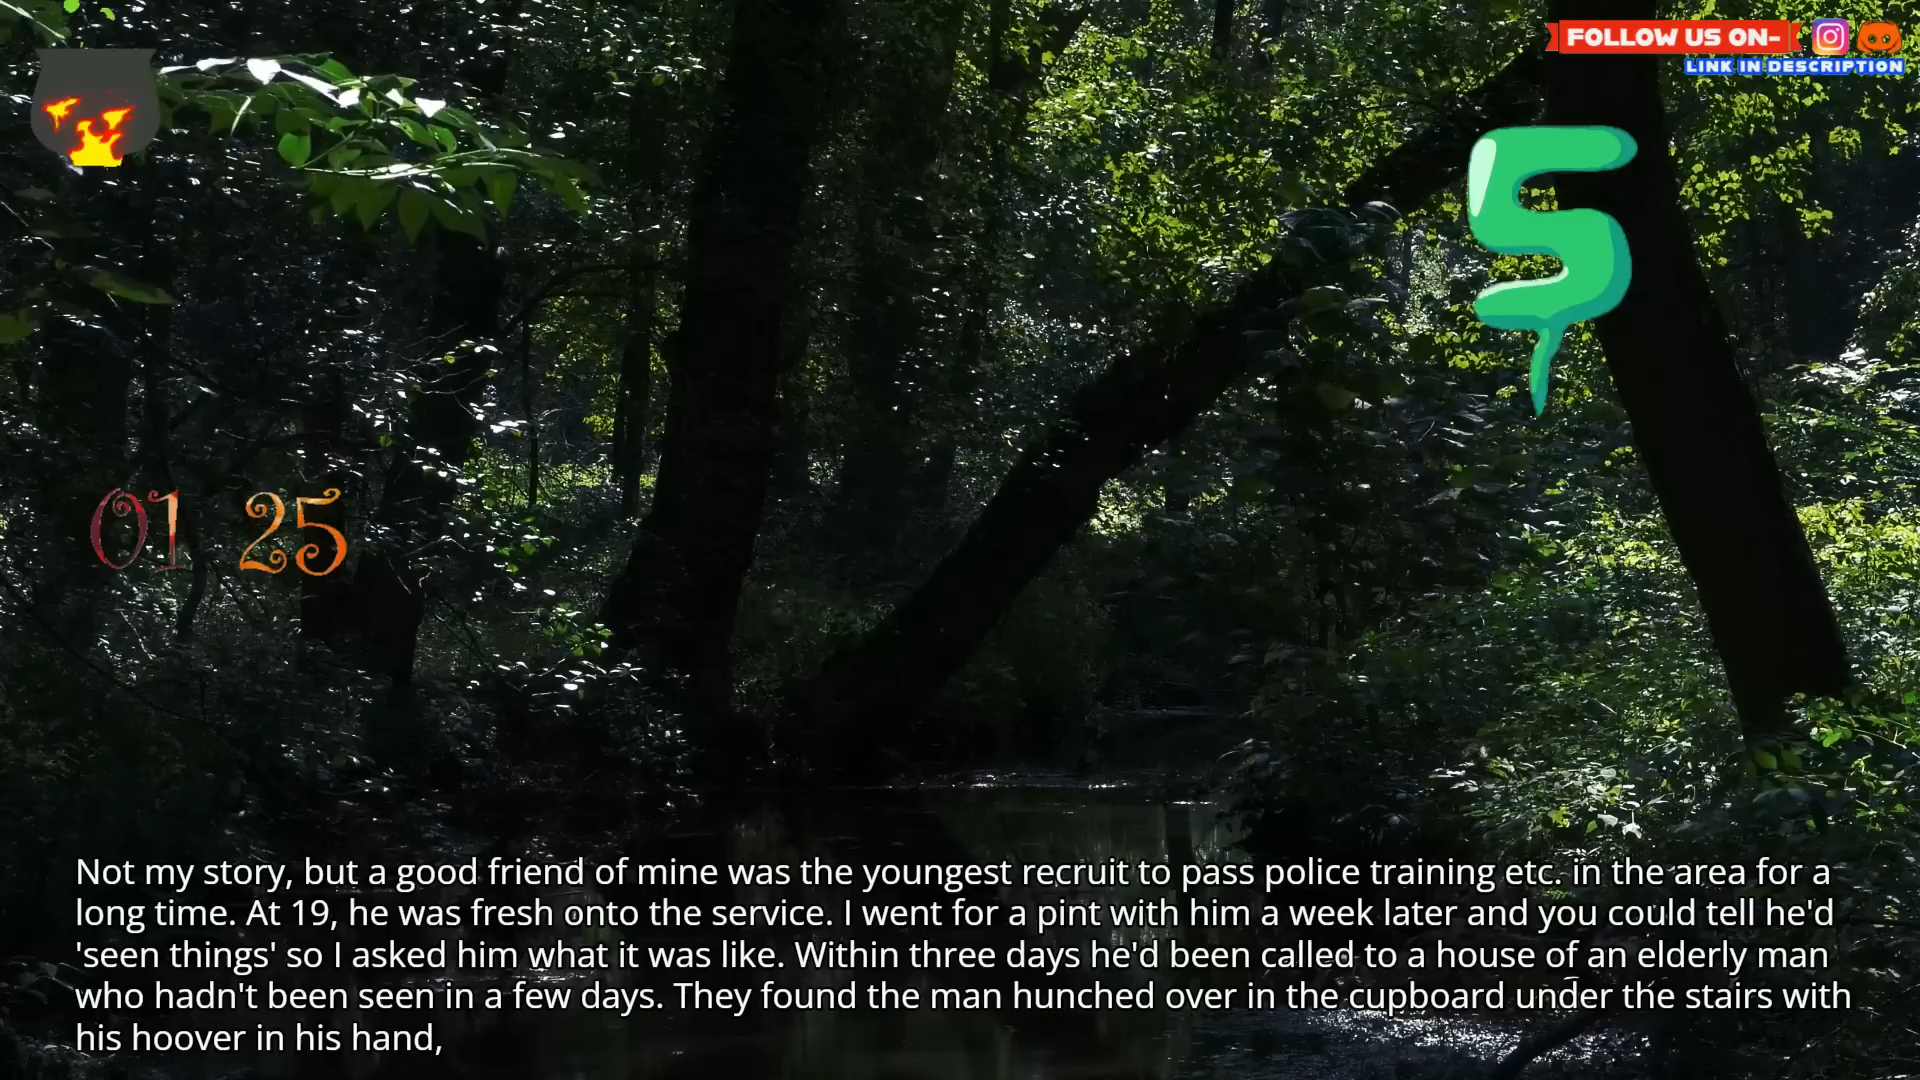 FOLLOW US ON-
LINK IN DESCRIPTION
5
01 25
Not my story, but a good friend of mine was the youngest recruit to pass police training etc. in the area for a
long time. At 19, he was fresh onto the service. I went for a pint with him a week later and you could tell he'd
'seen things' so I asked him what it was like. Within three days he'd been called to a house of an elderly man
who hadn't been seen in a few days. They found the man hunched over in the cupboard under the stairs with
his hoover in his hand,